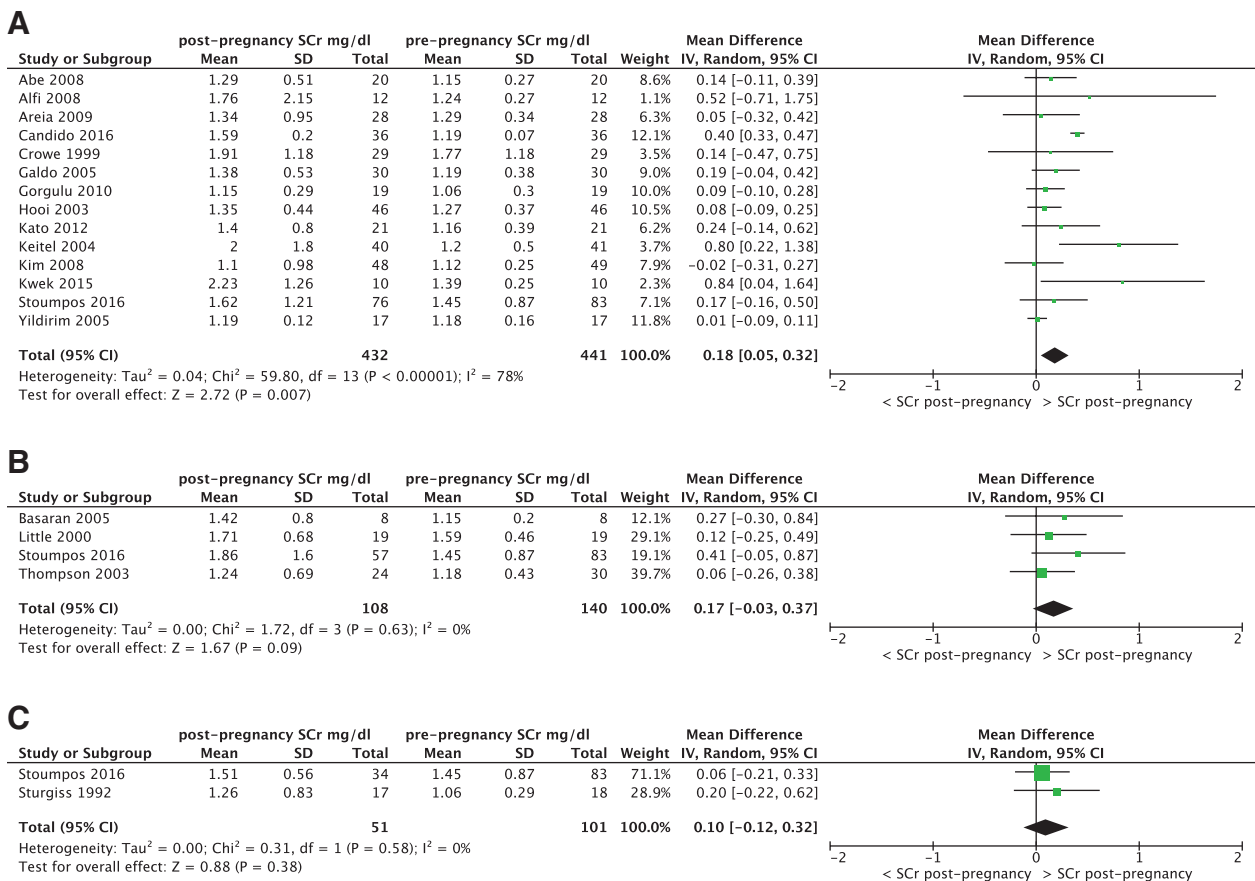 A
post-pregnancy SCr mg/dl pre-pregnancy SCr mg/dl Mean Difference Mean Difference
Study or Subgroup Mean SD Total Mean SD Total Weight IV, Random, 95% CI IV, Random, 95% CI
Abe 2008 1.29 0.51 20 1.15 0.27 20 8.6% 0.14 [−0.11, 0.39]
Alfi 2008 1.76 2.15 12 1.24 0.27 12 1.1% 0.52 [−0.71, 1.75]
Areia 2009 1.34 0.95 28 1.29 0.34 28 6.3% 0.05 [−0.32, 0.42]
Candido 2016 1.59 0.2 36 1.19 0.07 36 12.1% 0.40 [0.33, 0.47]
Crowe 1999 1.91 1.18 29 1.77 1.18 29 3.5% 0.14 [−0.47, 0.75]
Galdo 2005 1.38 0.53 30 1.19 0.38 30 9.0% 0.19 [−0.04, 0.42]
Gorgulu 2010 1.15 0.29 19 1.06 0.3 19 10.0% 0.09 [−0.10, 0.28]
Hooi 2003 1.35 0.44 46 1.27 0.37 46 10.5% 0.08 [−0.09, 0.25]
Kato 2012 1.4 0.8 21 1.16 0.39 21 6.2% 0.24 [−0.14, 0.62]
Keitel 2004 2 1.8 40 1.2 0.5 41 3.7% 0.80 [0.22, 1.38]
Kim 2008 1.1 0.98 48 1.12 0.25 49 7.9% −0.02 [−0.31, 0.27]
Kwek 2015 2.23 1.26 10 1.39 0.25 10 2.3% 0.84 [0.04, 1.64]
Stoumpos 2016 1.62 1.21 76 1.45 0.87 83 7.1% 0.17 [−0.16, 0.50]
Yildirim 2005 1.19 0.12 17 1.18 0.16 17 11.8% 0.01 [−0.09, 0.11]
Total (95% CI) 432 441 100.0% 0.18 [0.05, 0.32]
Heterogeneity: Tau² = 0.04; Chi² = 59.80, df = 13 (P < 0.00001); I² = 78%
Test for overall effect: Z = 2.72 (P = 0.007)
−2 −1 0 1 2
< SCr post-pregnancy > SCr post-pregnancy
B
post-pregnancy SCr mg/dl pre-pregnancy SCr mg/dl Mean Difference Mean Difference
Study or Subgroup Mean SD Total Mean SD Total Weight IV, Random, 95% CI IV, Random, 95% CI
Basaran 2005 1.42 0.8 8 1.15 0.2 8 12.1% 0.27 [−0.30, 0.84]
Little 2000 1.71 0.68 19 1.59 0.46 19 29.1% 0.12 [−0.25, 0.49]
Stoumpos 2016 1.86 1.6 57 1.45 0.87 83 19.1% 0.41 [−0.05, 0.87]
Thompson 2003 1.24 0.69 24 1.18 0.43 30 39.7% 0.06 [−0.26, 0.38]
Total (95% CI) 108 140 100.0% 0.17 [−0.03, 0.37]
Heterogeneity: Tau² = 0.00; Chi² = 1.72, df = 3 (P = 0.63); I² = 0%
Test for overall effect: Z = 1.67 (P = 0.09)
−2 −1 0 1 2
< SCr post-pregnancy > SCr post-pregnancy
C
post-pregnancy SCr mg/dl pre-pregnancy SCr mg/dl Mean Difference Mean Difference
Study or Subgroup Mean SD Total Mean SD Total Weight IV, Random, 95% CI IV, Random, 95% CI
Stoumpos 2016 1.51 0.56 34 1.45 0.87 83 71.1% 0.06 [−0.21, 0.33]
Sturgiss 1992 1.26 0.83 17 1.06 0.29 18 28.9% 0.20 [−0.22, 0.62]
Total (95% CI) 51 101 100.0% 0.10 [−0.12, 0.32]
Heterogeneity: Tau² = 0.00; Chi² = 0.31, df = 1 (P = 0.58); I² = 0%
Test for overall effect: Z = 0.88 (P = 0.38)
−2 −1 0 1 2
< SCr post-pregnancy > SCr post-pregnancy